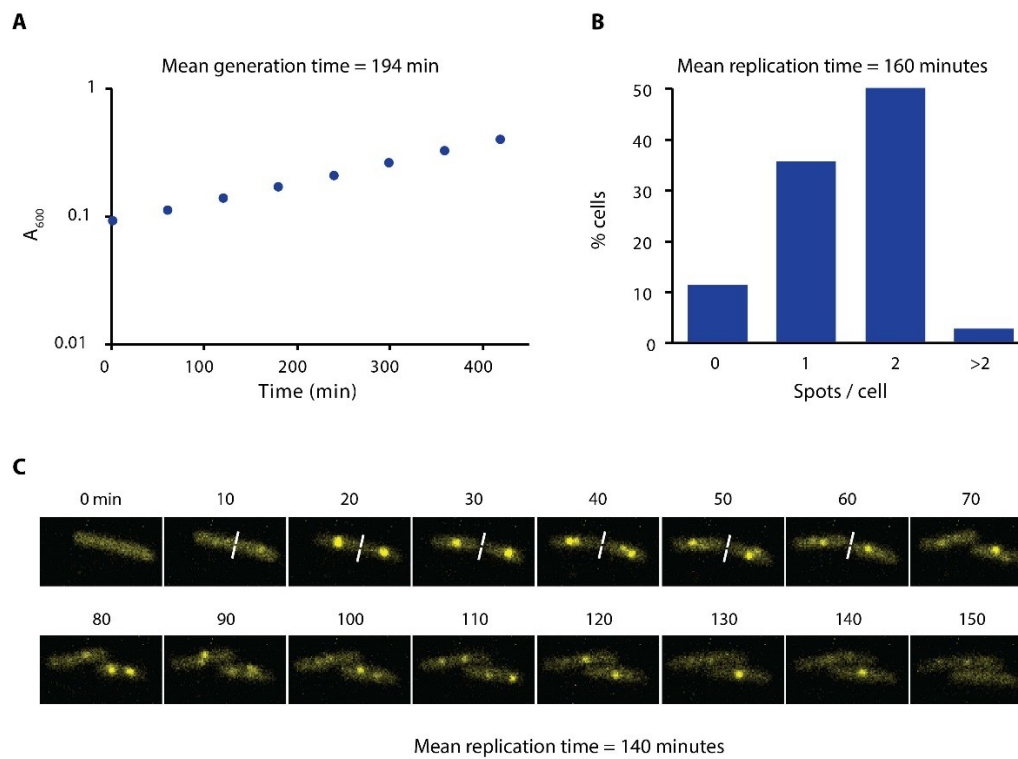 A
Mean generation time = 194 min
1
0.1
0.01
A600
0 100 200 300 400
Time (min)
B
Mean replication time = 160 minutes
50
40
30
20
10
0
% cells
0 1 2 >2
Spots / cell
C
0 min 10 20 30 40 50 60 70
80 90 100 110 120 130 140 150
Mean replication time = 140 minutes